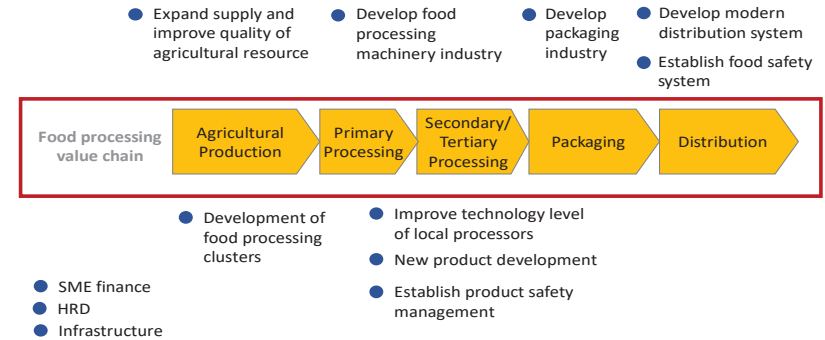 Expand supply and
improve quality of
agricultural resource
Develop food
processing
machinery industry
Develop
packaging
industry
Develop modern
distribution system
Establish food safety
system
Food processing
value chain
Agricultural
Production
Primary
Processing
Secondary/
Tertiary
Processing
Packaging
Distribution
Development of
food processing
clusters
Improve technology level
of local processors
New product development
Establish product safety
management
SME finance
HRD
Infrastructure